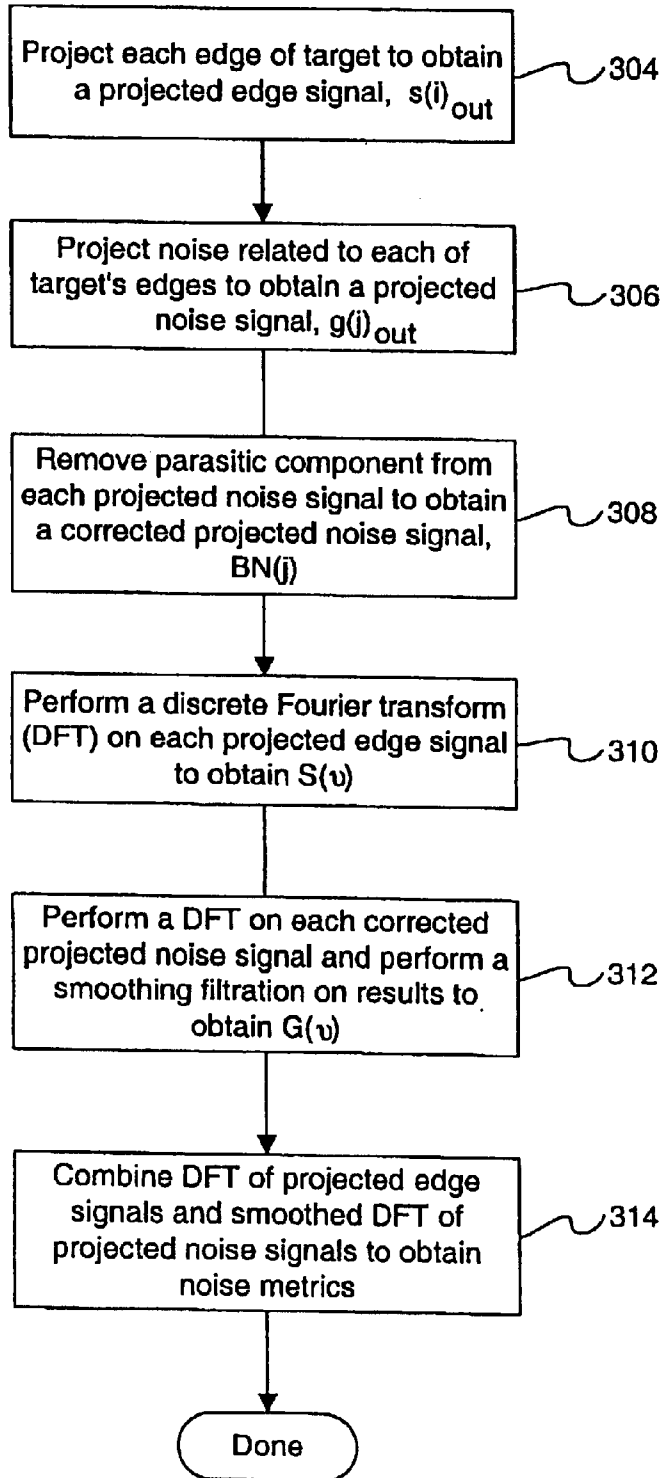 Project each edge of target to obtain
a projected edge signal, s(i)out
304
Project noise related to each of
target's edges to obtain a projected
noise signal, g(j)out
306
Remove parasitic component from
each projected noise signal to obtain
a corrected projected noise signal,
BN(j)
308
Perform a discrete Fourier transform
(DFT) on each projected edge signal
to obtain S(υ)
310
Perform a DFT on each corrected
projected noise signal and perform a
smoothing filtration on results to
obtain G(υ)
312
Combine DFT of projected edge
signals and smoothed DFT of
projected noise signals to obtain
noise metrics
314
Done